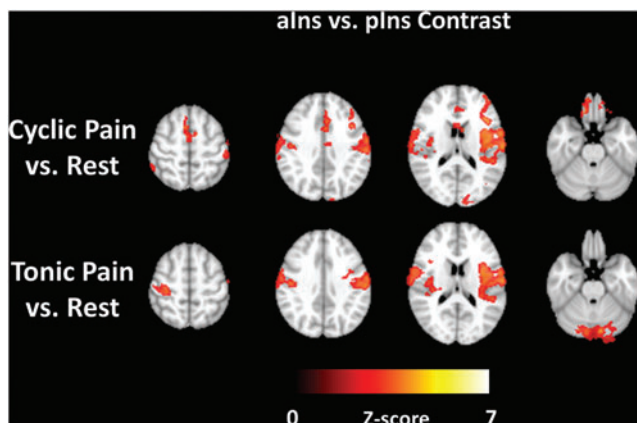 aIns vs. pIns Contrast
Cyclic Pain
vs. Rest
Tonic Pain
vs. Rest
0 Z-score 7